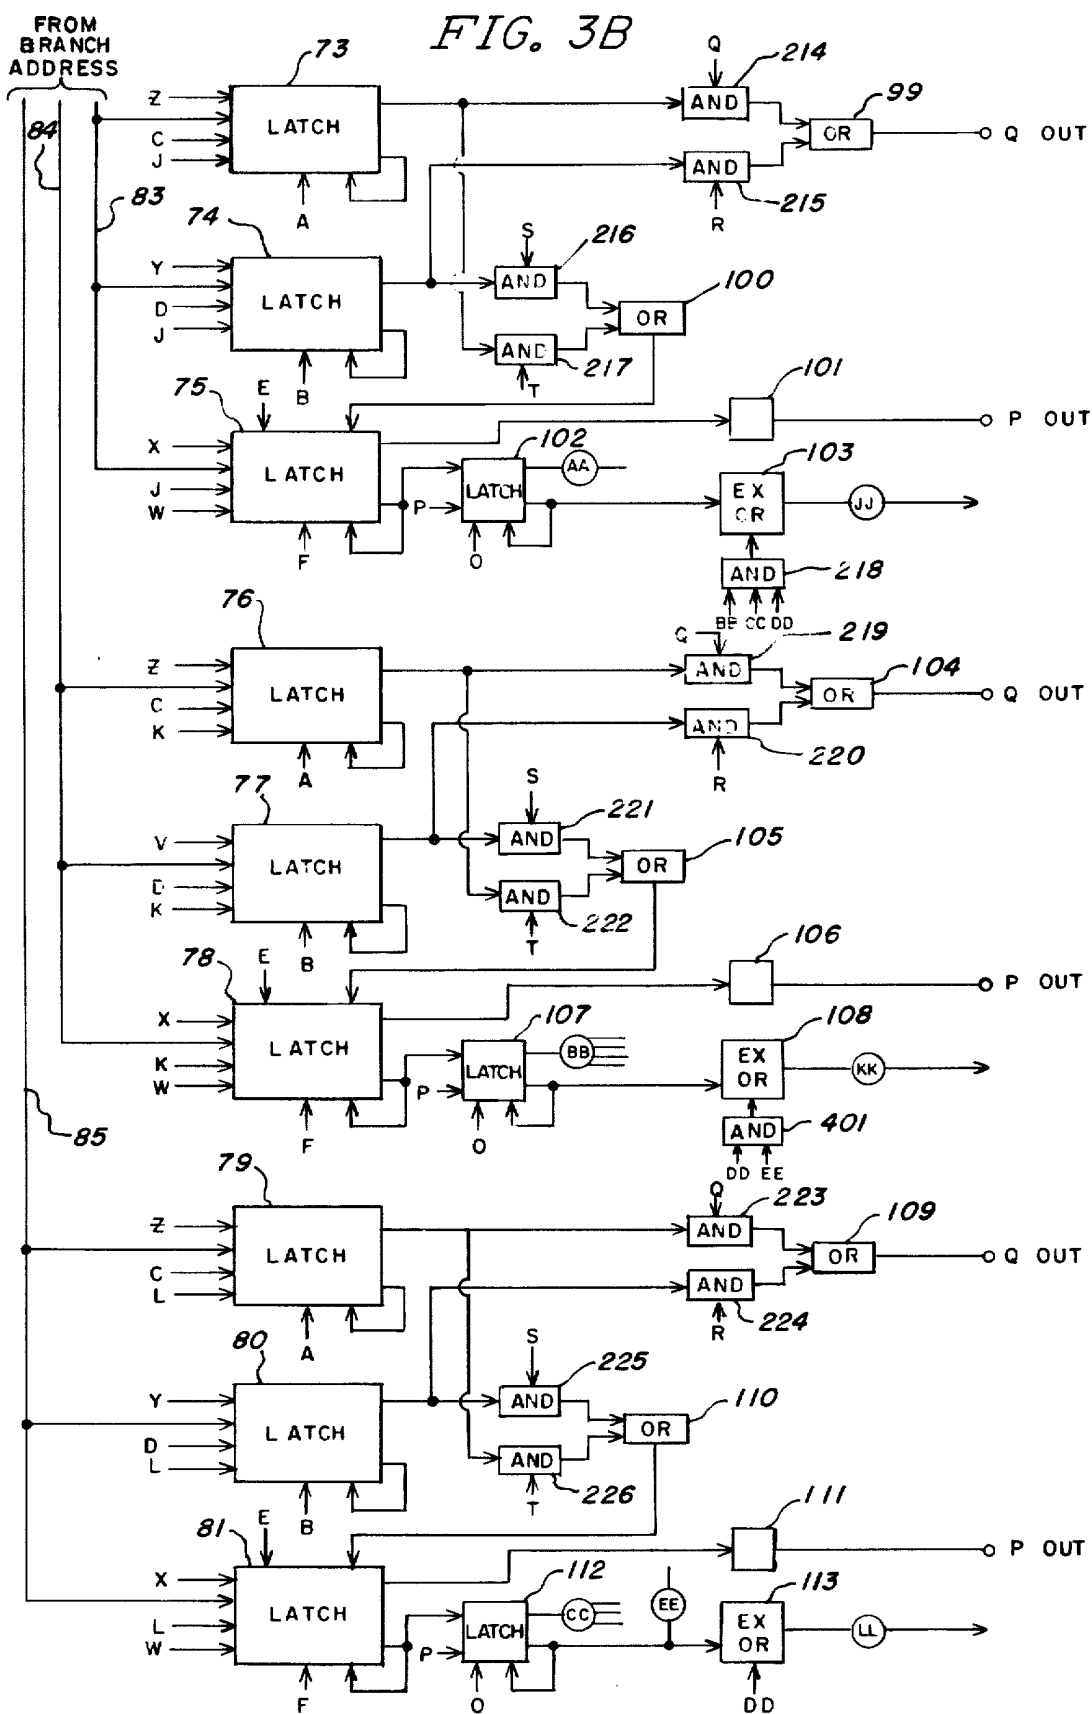 FIG. 3B
FROM
BRANCH
ADDRESS
84
83
73
Z
C
J
LATCH
A
Q
214
AND
99
OR
Q OUT
AND
215
R
74
Y
D
J
LATCH
B
S
216
AND
100
OR
AND
217
T
75
E
X
J
W
LATCH
F
101
P OUT
102
AA
P
LATCH
O
103
EX
OR
JJ
AND
218
BB CC DD
76
Z
C
K
LATCH
A
Q
219
AND
104
OR
Q OUT
AND
220
R
77
V
D
K
LATCH
B
S
221
AND
105
OR
AND
222
T
78
E
X
K
W
LATCH
F
106
P OUT
107
BB
P
LATCH
O
108
EX
OR
KK
AND
401
DD EE
85
79
Z
C
L
LATCH
A
Q
223
AND
109
OR
Q OUT
AND
224
R
80
Y
D
L
LATCH
B
S
225
AND
110
OR
AND
226
T
81
E
X
L
W
LATCH
F
111
P OUT
112
CC
P
LATCH
O
EE
113
EX
OR
LL
DD